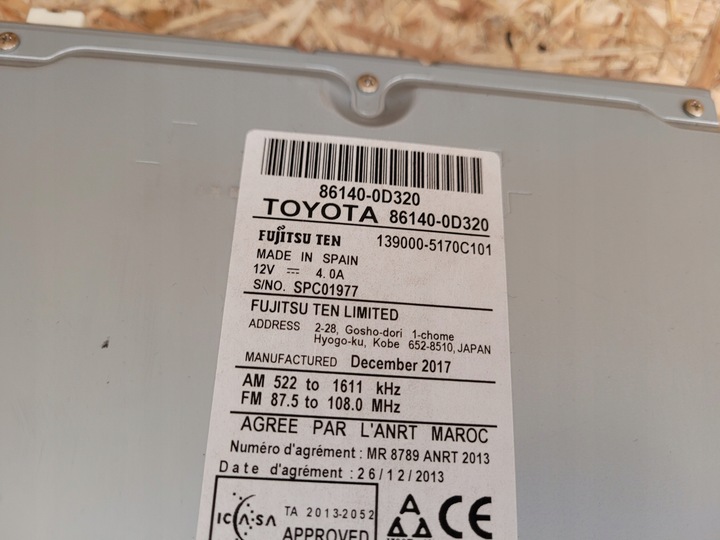 86140-0D320
TOYOTA 86140-0D320
FUJITSU TEN 139000-5170C101
MADE IN SPAIN
12V ⎓ 4.0A
S/NO. SPC01977
FUJITSU TEN LIMITED
ADDRESS 2-28, Gosho-dori 1-chome
Hyogo-ku, Kobe 652-8510, JAPAN
MANUFACTURED December 2017
AM 522 to 1611 kHz
FM 87.5 to 108.0 MHz
AGREE PAR L'ANRT MAROC
Numéro d'agrément : MR 8789 ANRT 2013
Date d'agrément : 26/12/2013
ICASA TA 2013-2052
APPROVED
CE